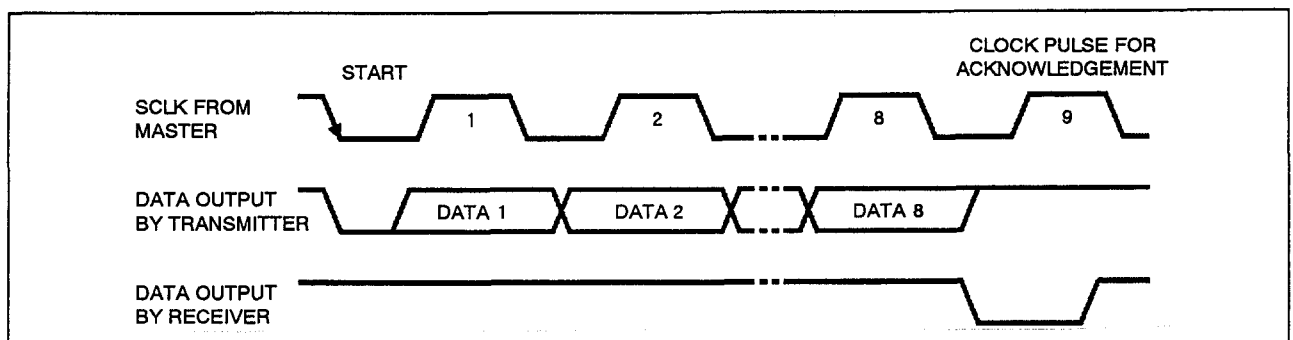 CLOCK PULSE FOR
ACKNOWLEDGEMENT
START
SCLK FROM
MASTER
1
2
8
9
DATA OUTPUT
BY TRANSMITTER
DATA 1
DATA 2
DATA 8
DATA OUTPUT
BY RECEIVER